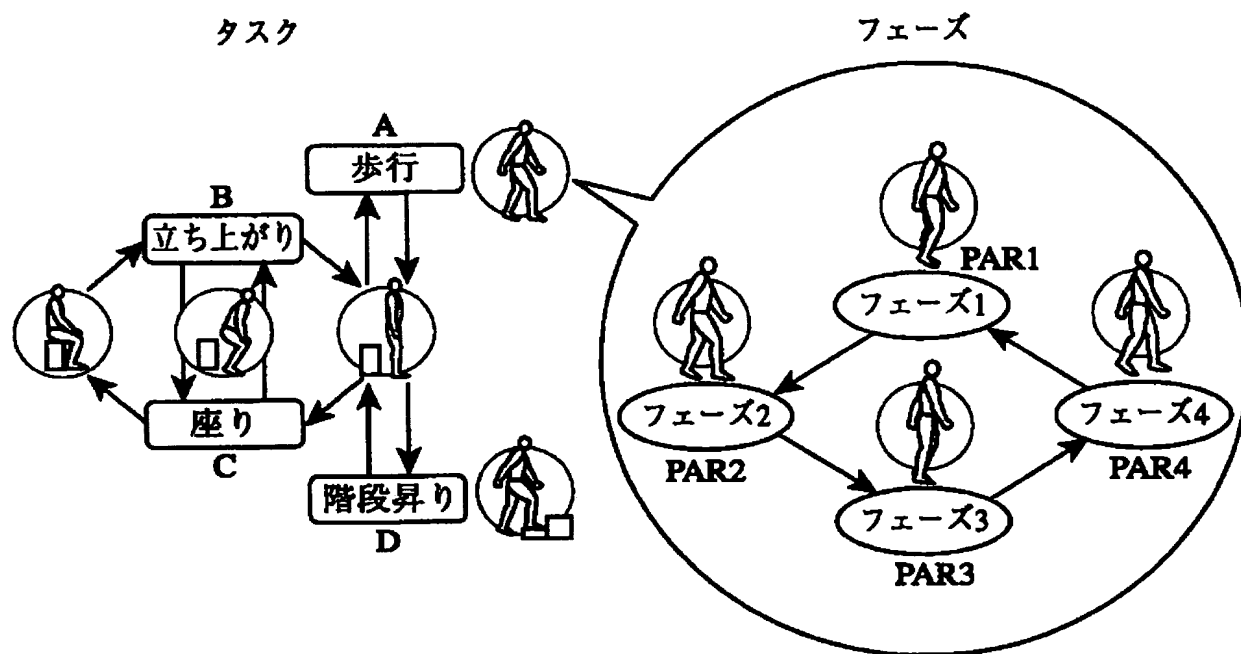 タスク
フェーズ
A
歩行
B
立ち上がり
座り
C
階段昇り
D
PAR1
フェーズ1
フェーズ2
PAR2
フェーズ3
PAR3
フェーズ4
PAR4